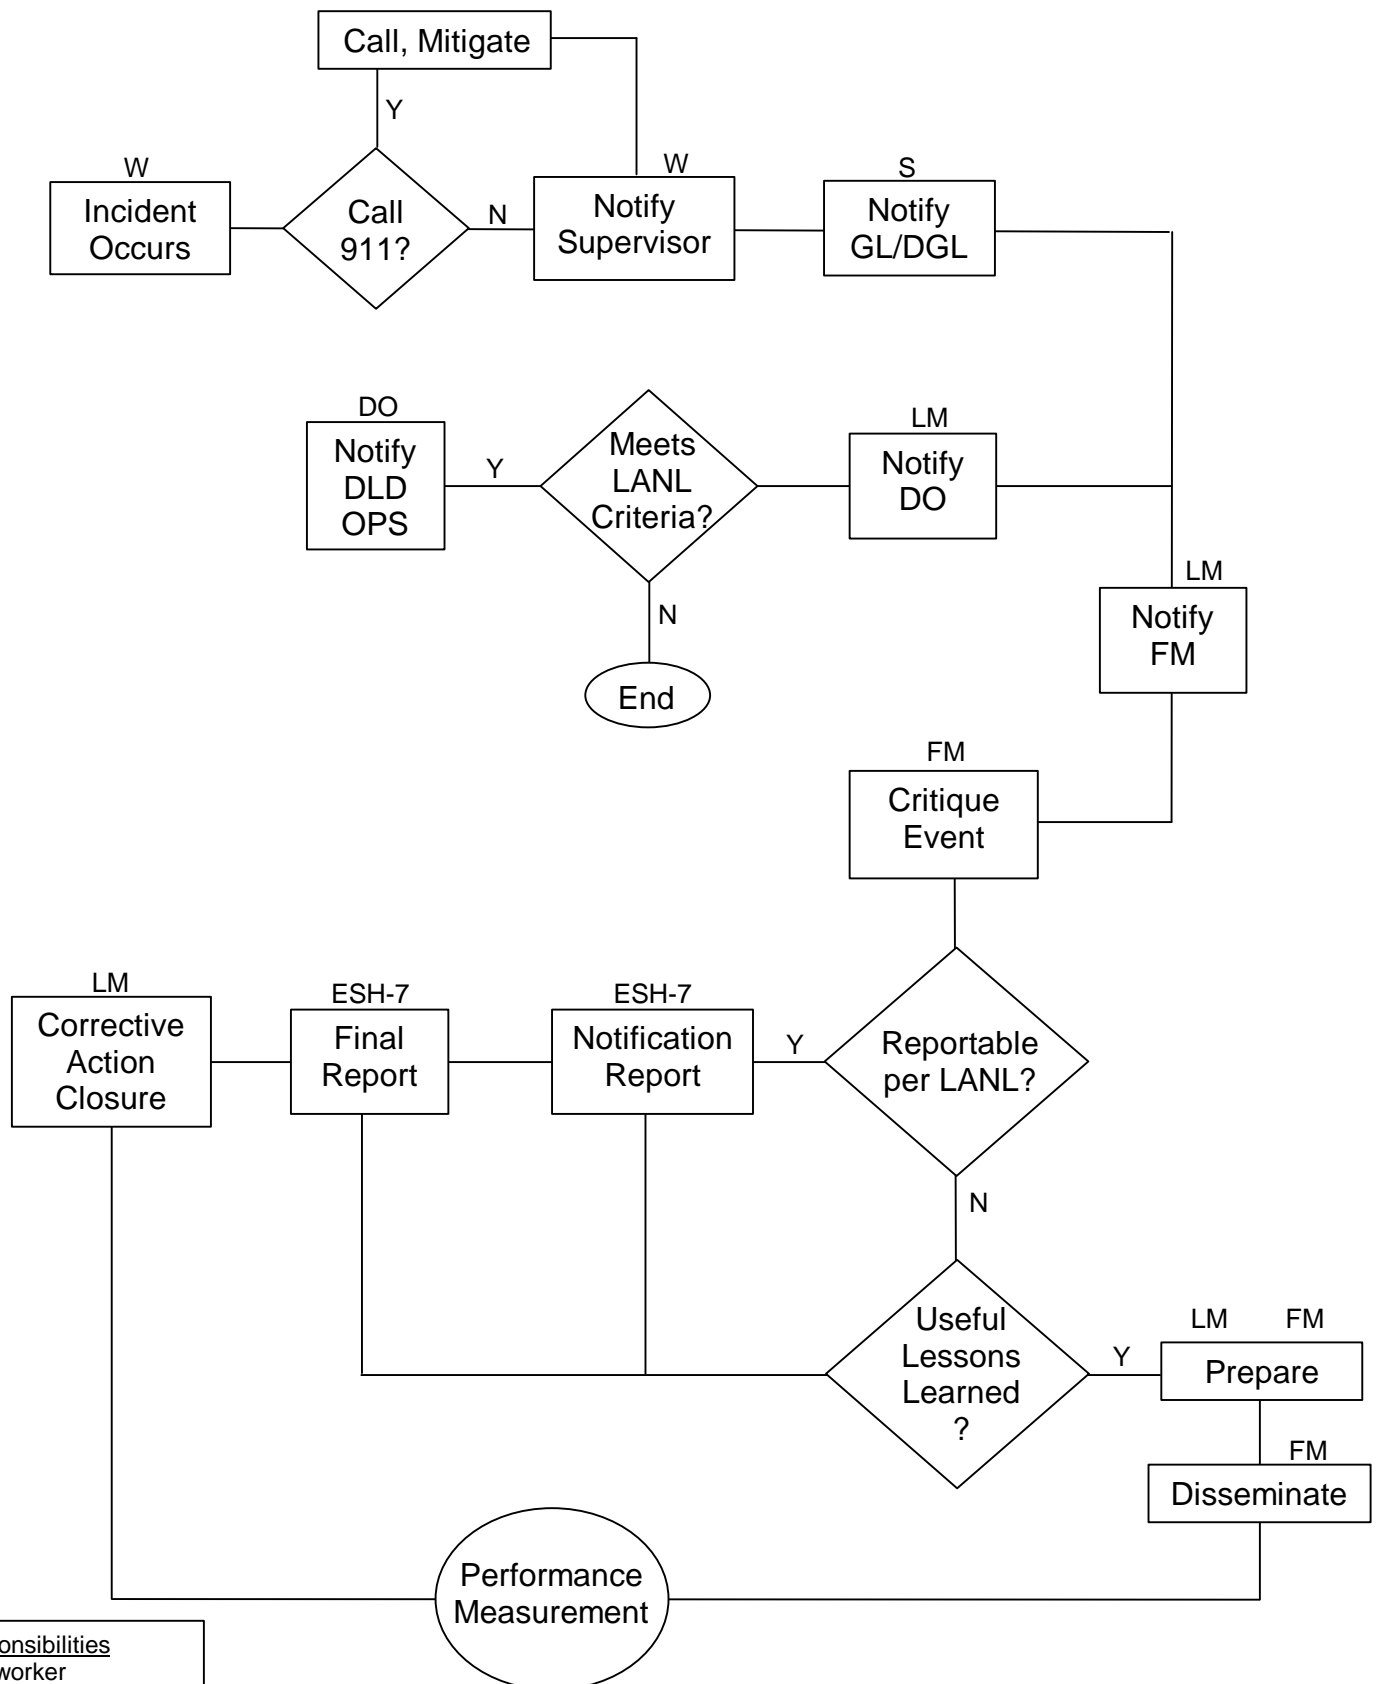 Call, Mitigate
Y
W
Incident
Occurs
Call
911?
N
W
Notify
Supervisor
S
Notify
GL/DGL
DO
Notify
DLD
OPS
Y
Meets
LANL
Criteria?
N
End
LM
Notify
DO
LM
Notify
FM
FM
Critique
Event
LM
Corrective
Action
Closure
ESH-7
Final
Report
ESH-7
Notification
Report
Y
Reportable
per LANL?
N
Useful
Lessons
Learned
?
Y
LM FM
Prepare
FM
Disseminate
Performance
Measurement
onsibilities
worker